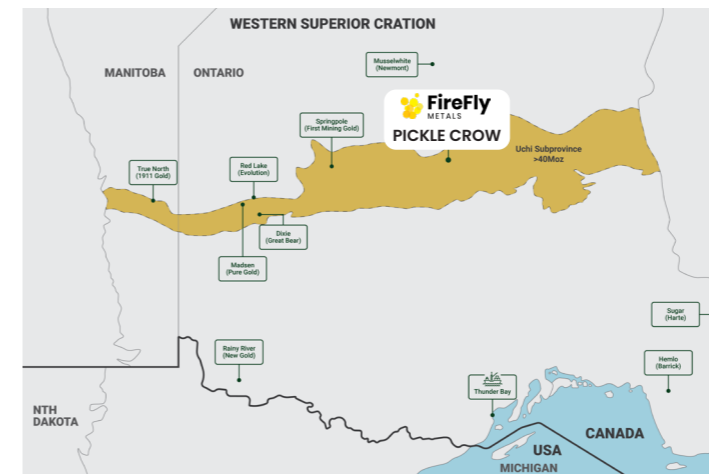 WESTERN SUPERIOR CRATION
MANITOBA
ONTARIO
Musselwhite
(Newmont)
FireFly
METALS
PICKLE CROW
Springpole
(First Mining Gold)
Uchi Subprovince
>40Moz
True North
(1911 Gold)
Red Lake
(Evolution)
Dixie
(Great Bear)
Madsen
(Pure Gold)
Sugar
(Harte)
Rainy River
(New Gold)
Hemlo
(Barrick)
Thunder Bay
NTH
DAKOTA
CANADA
USA
MICHIGAN